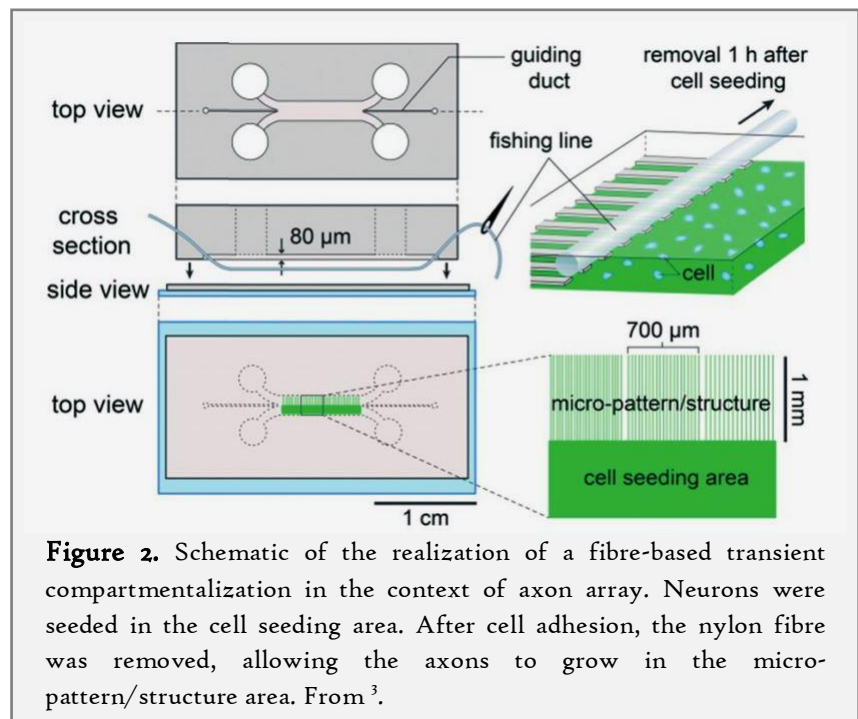 top view
guiding
duct
removal 1 h after
cell seeding
fishing line
cross
section
80 µm
side view
cell
700 µm
top view
micro-pattern/structure
1 mm
cell seeding area
1 cm
Figure 2. Schematic of the realization of a fibre-based transient
compartmentalization in the context of axon array. Neurons were
seeded in the cell seeding area. After cell adhesion, the nylon fibre
was removed, allowing the axons to grow in the micro-
pattern/structure area. From ³.